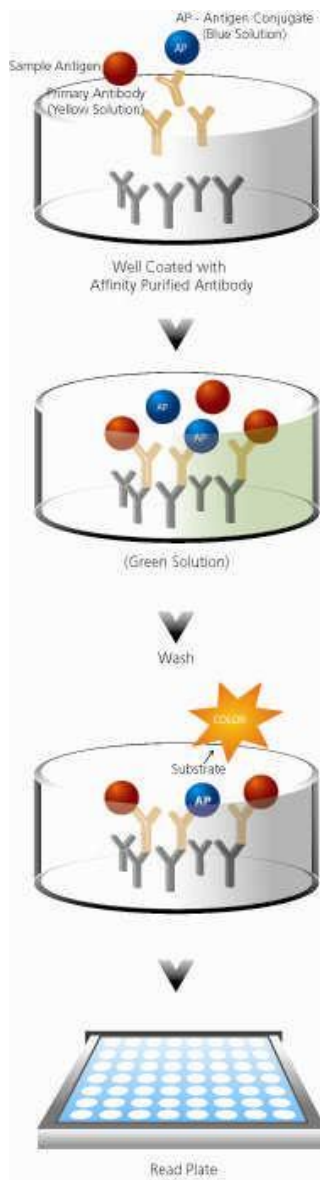 AP - Antigen Conjugate
(Blue Solution)
AP
Sample Antigen
Primary Antibody
(Yellow Solution)
Well Coated with
Affinity Purified Antibody
AP
AP
(Green Solution)
Wash
COLOR
Substrate
AP
Read Plate